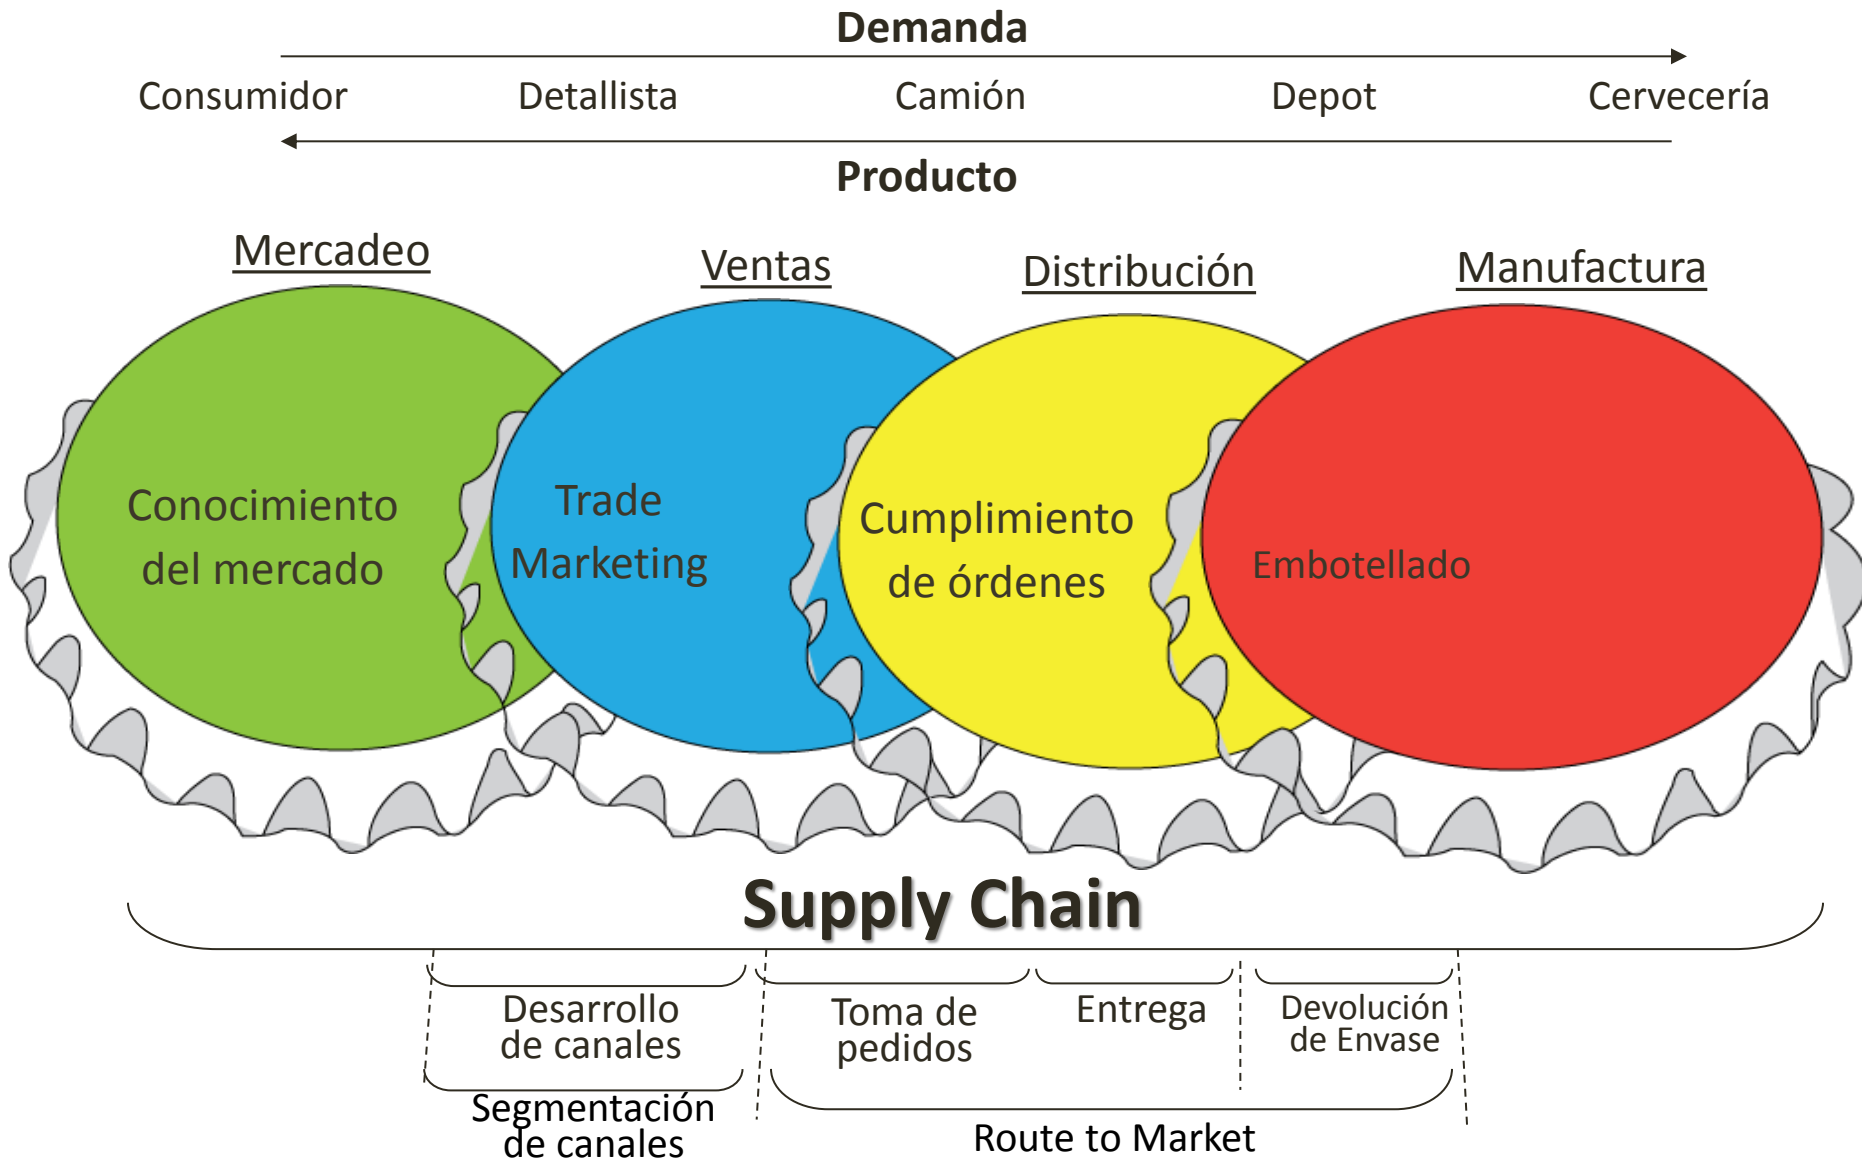 Demanda
Consumidor Detallista Camión Depot Cervecería
Producto
Mercadeo
Ventas
Distribución
Manufactura
Conocimiento
del mercado
Trade
Marketing
Cumplimiento
de órdenes
Embotellado
Supply Chain
Desarrollo
de canales
Toma de
pedidos
Entrega
Devolución
de Envase
Segmentación
de canales
Route to Market